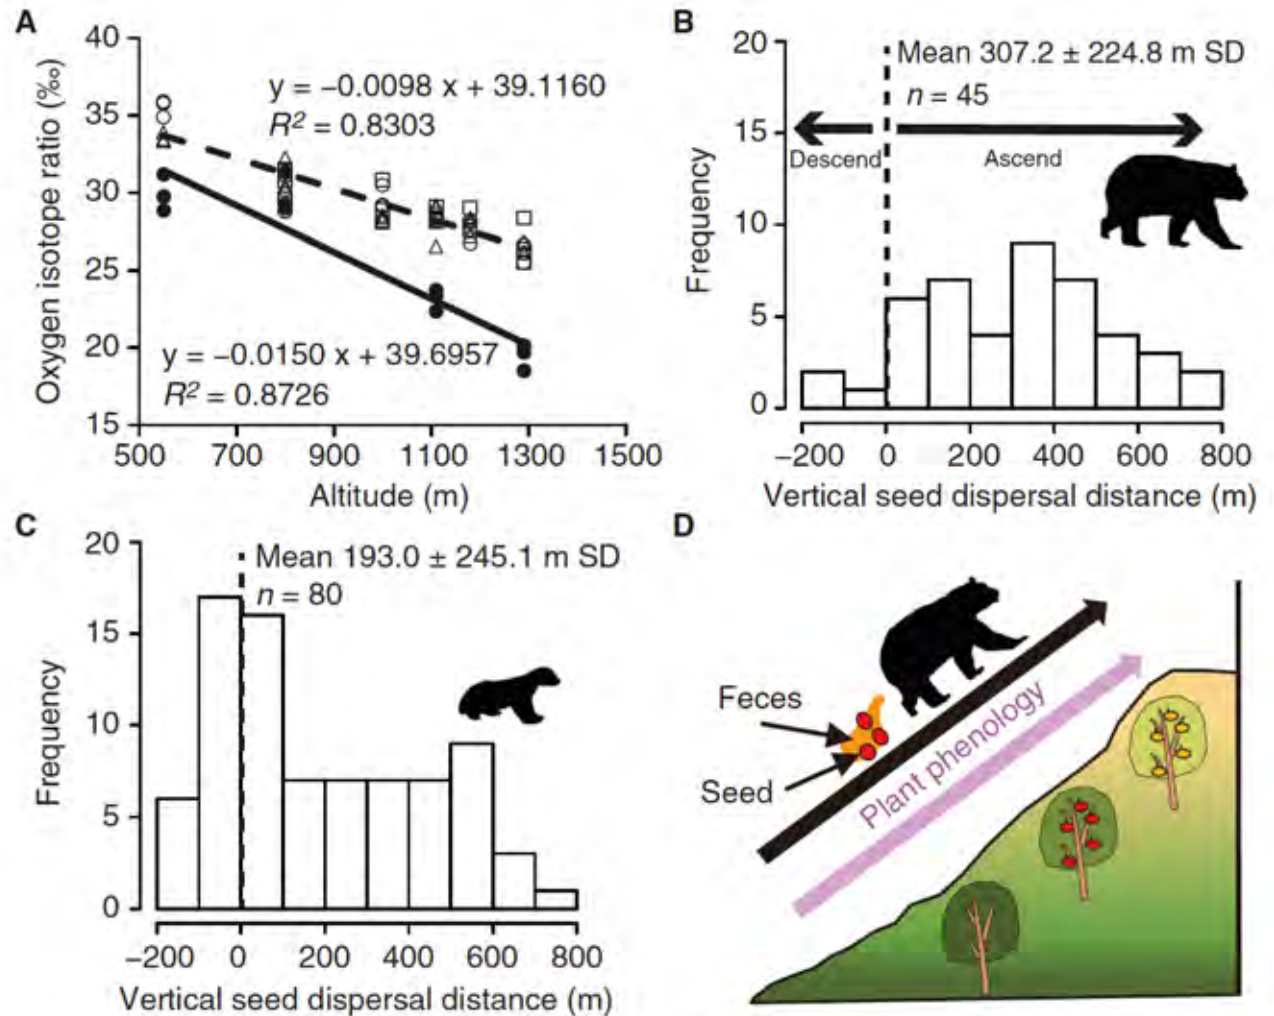 A
40
35
30
25
20
15
Oxygen isotope ratio (‰)
y = −0.0098 x + 39.1160
R² = 0.8303
y = −0.0150 x + 39.6957
R² = 0.8726
500 700 900 1100 1300 1500
Altitude (m)
B
20
15
10
5
0
Frequency
Mean 307.2 ± 224.8 m SD
n = 45
Descend
Ascend
−200 0 200 400 600 800
Vertical seed dispersal distance (m)
C
20
15
10
5
0
Frequency
Mean 193.0 ± 245.1 m SD
n = 80
−200 0 200 400 600 800
Vertical seed dispersal distance (m)
D
Feces
Seed
Plant phenology